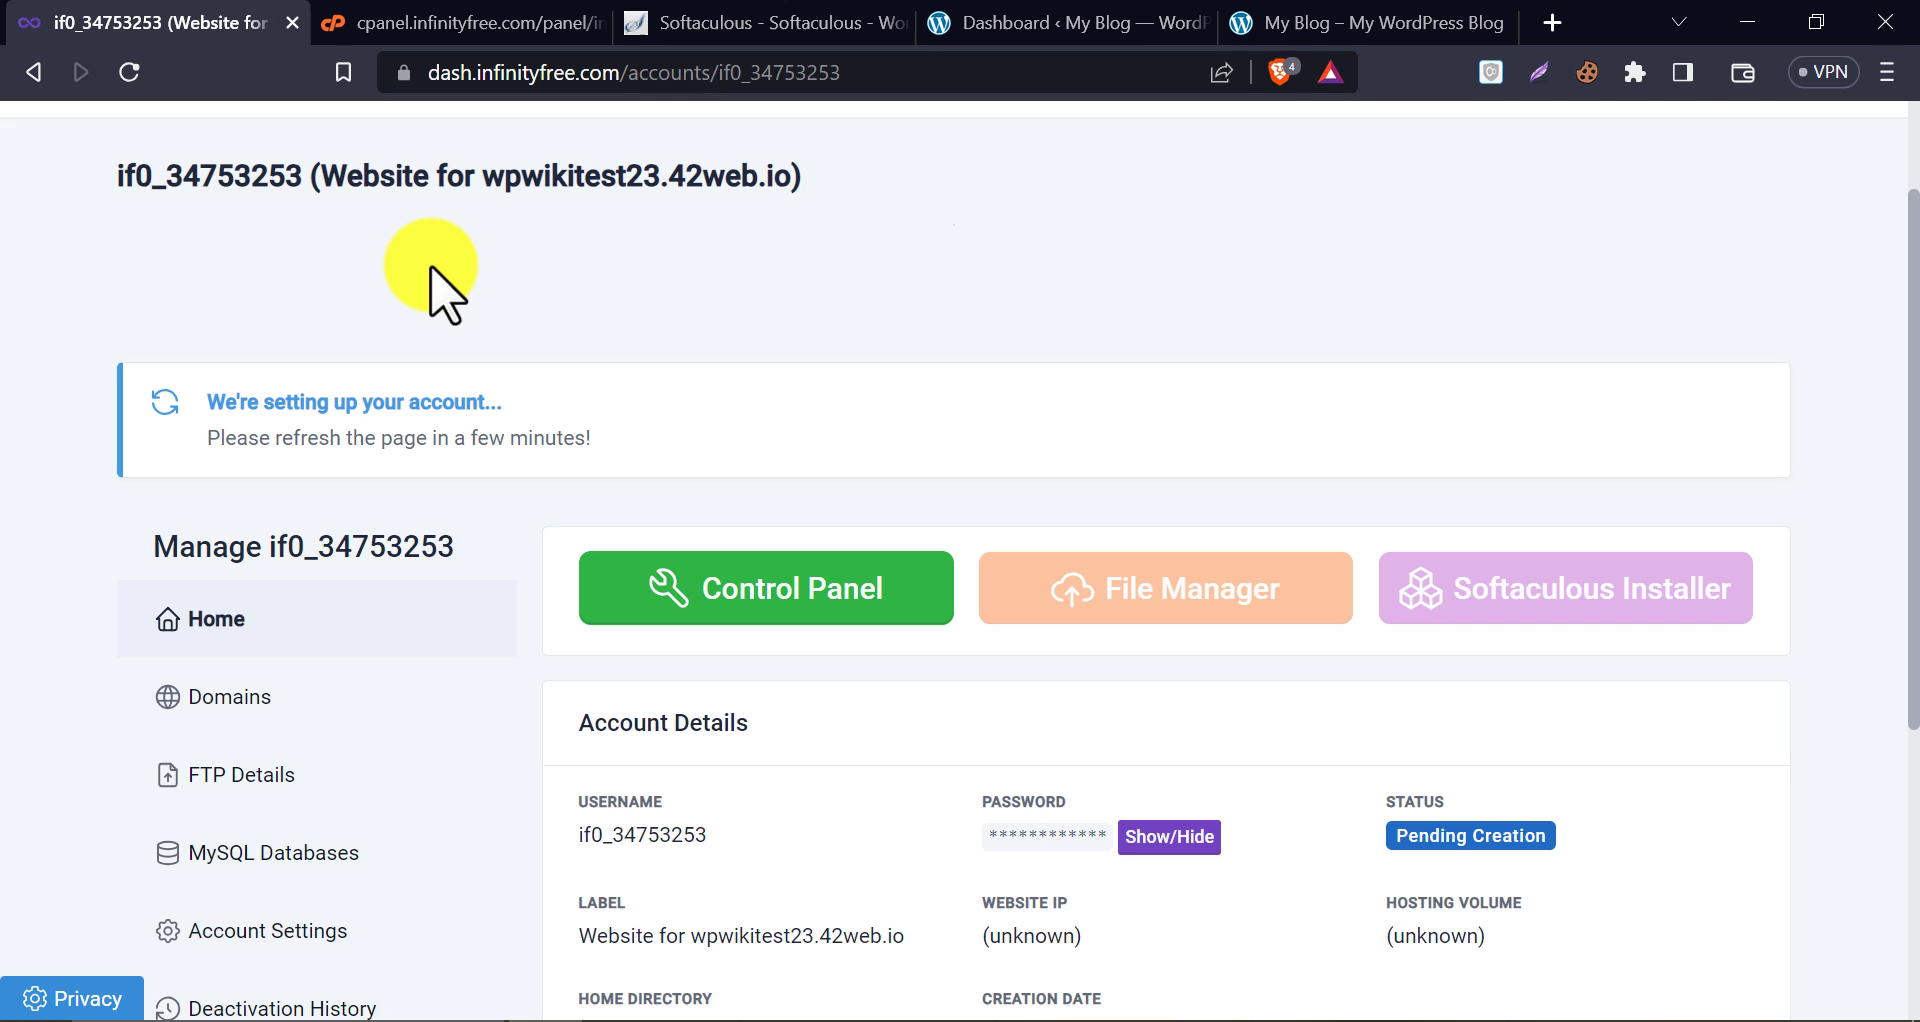 if0_34753253 (Website for
cpanel.infinityfree.com/panel/in
Softaculous - Softaculous - Wo
Dashboard ‹ My Blog — WordP
My Blog – My WordPress Blog
dash.infinityfree.com/accounts/if0_34753253
4
VPN
if0_34753253 (Website for wpwikitest23.42web.io)
We're setting up your account...
Please refresh the page in a few minutes!
Manage if0_34753253
Control Panel
File Manager
Softaculous Installer
Home
Domains
FTP Details
MySQL Databases
Account Settings
Deactivation History
Privacy
Account Details
USERNAME
if0_34753253
PASSWORD
************ Show/Hide
STATUS
Pending Creation
LABEL
Website for wpwikitest23.42web.io
WEBSITE IP
(unknown)
HOSTING VOLUME
(unknown)
HOME DIRECTORY
CREATION DATE